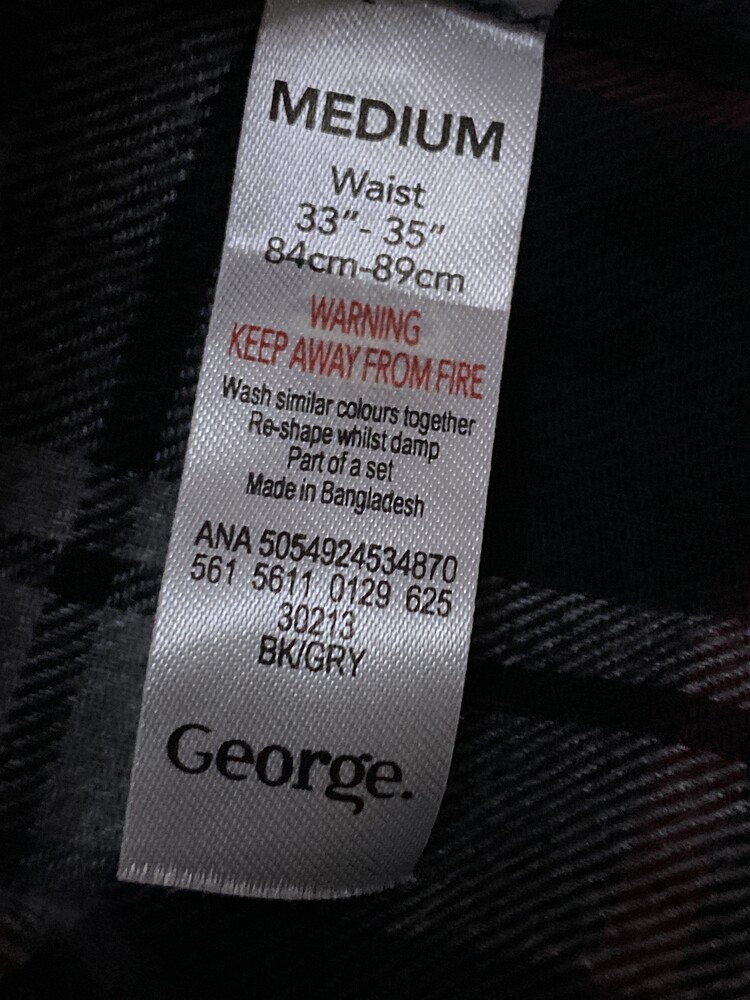 MEDIUM
Waist
33”- 35”
84cm-89cm
WARNING
KEEP AWAY FROM FIRE
Wash similar colours together
Re-shape whilst damp
Part of a set
Made in Bangladesh
ANA 5054924534870
561 5611 0129 625
30213
BK/GRY
George.